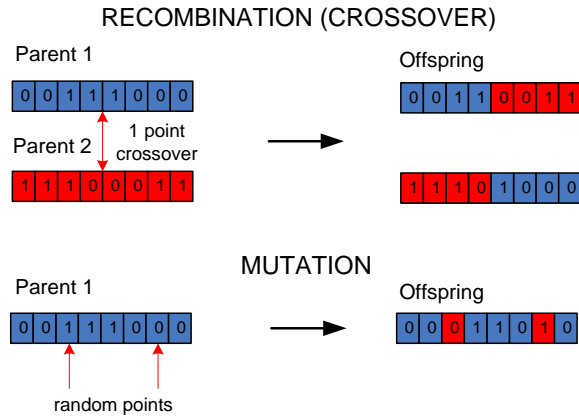 RECOMBINATION (CROSSOVER)
Parent 1
0 0 1 1 1 0 0 0
Parent 2
1 point
crossover
1 1 1 0 0 0 1 1
Offspring
0 0 1 1 0 0 1 1
1 1 1 0 1 0 0 0
MUTATION
Parent 1
0 0 1 1 1 0 0 0
random points
Offspring
0 0 0 1 1 0 1 0